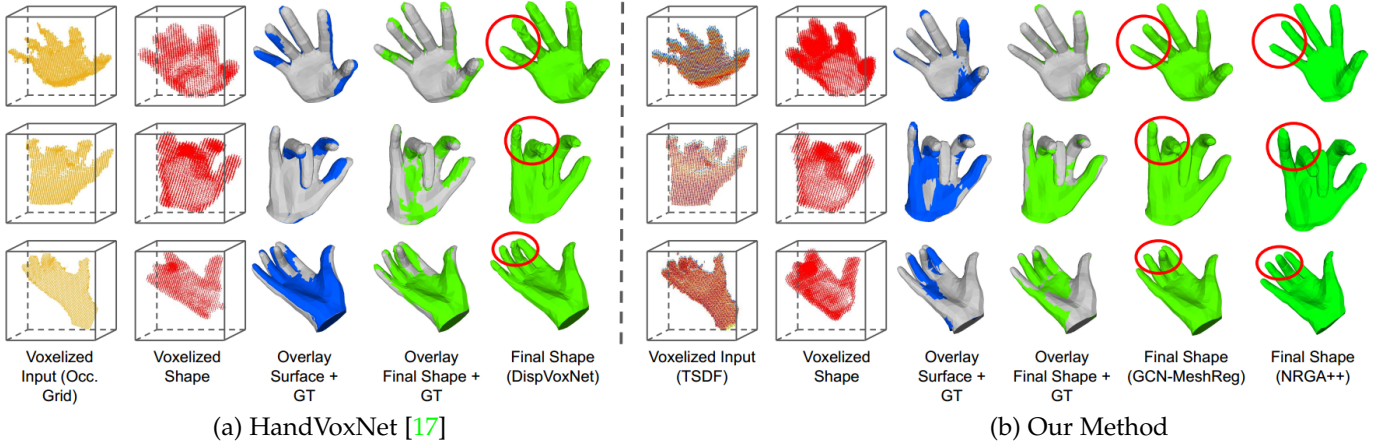 Voxelized
Input (Occ.
Grid)
Voxelized
Shape
Overlay
Surface +
GT
Overlay
Final Shape +
GT
Final Shape
(DispVoxNet)
Voxelized Input
(TSDF)
Voxelized
Shape
Overlay
Surface +
GT
Overlay
Final Shape +
GT
Final Shape
(GCN-MeshReg)
Final Shape
(NRGA++)
(a) HandVoxNet [17]
(b) Our Method